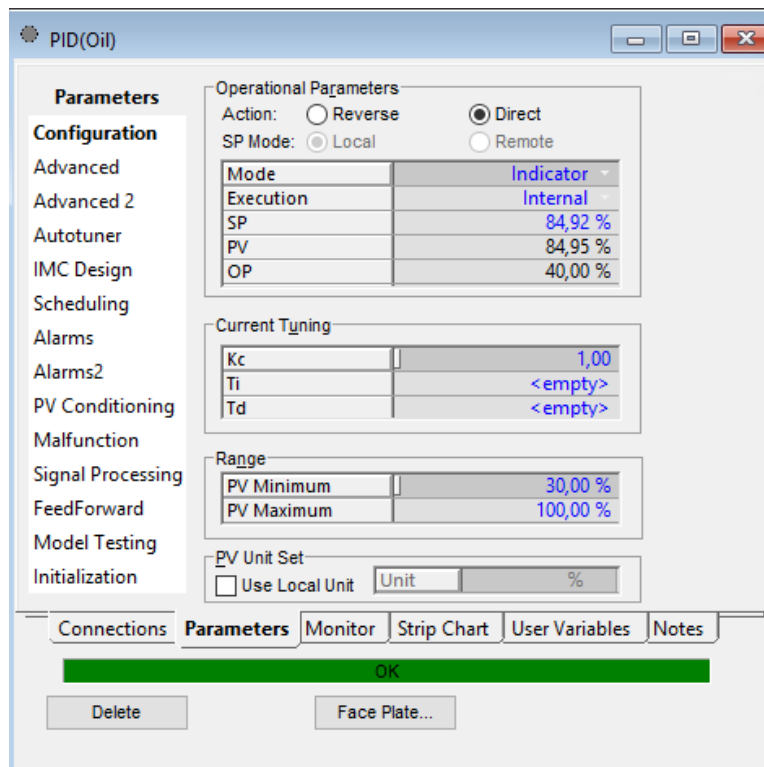 PID(Oil)
Parameters
Configuration
Advanced
Advanced 2
Autotuner
IMC Design
Scheduling
Alarms
Alarms2
PV Conditioning
Malfunction
Signal Processing
FeedForward
Model Testing
Initialization
Operational Parameters
Action: Reverse Direct
SP Mode: Local Remote
Mode Indicator
Execution Internal
SP 84,92 %
PV 84,95 %
OP 40,00 %
Current Tuning
Kc 1,00
Ti <empty>
Td <empty>
Range
PV Minimum 30,00 %
PV Maximum 100,00 %
PV Unit Set
Use Local Unit Unit %
Connections Parameters Monitor Strip Chart User Variables Notes
OK
Delete Face Plate...